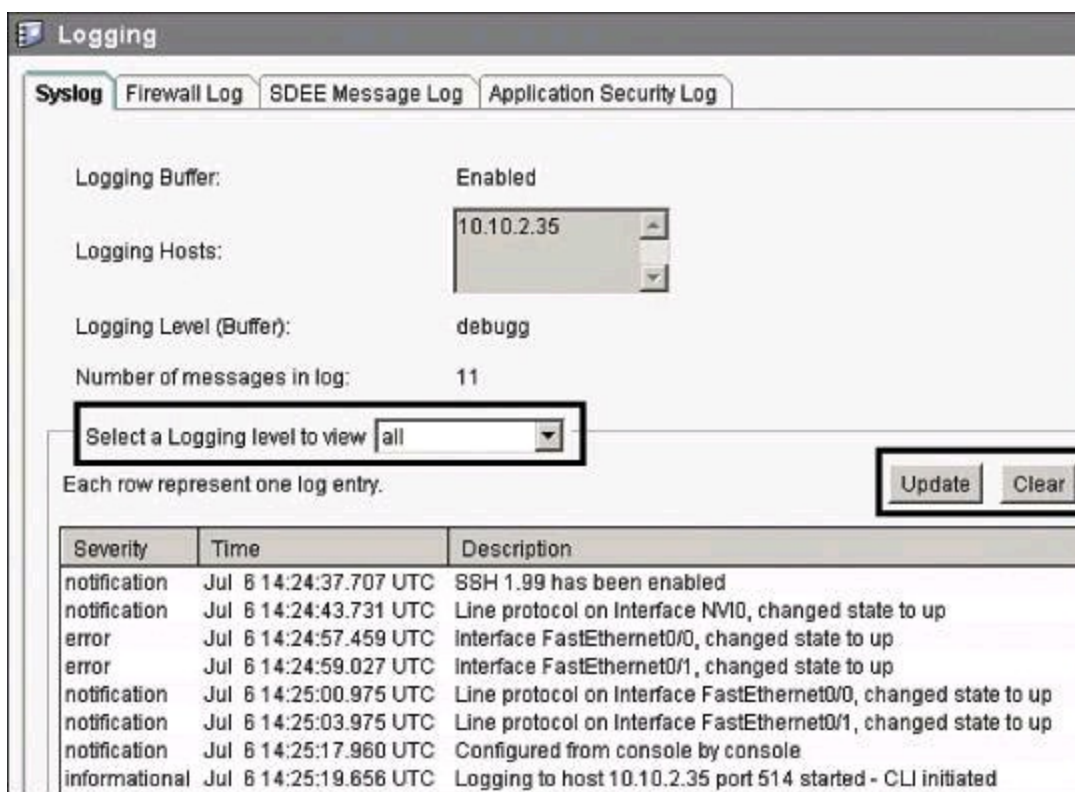 Logging
Syslog Firewall Log SDEE Message Log Application Security Log
Logging Buffer: Enabled
Logging Hosts: 10.10.2.35
Logging Level (Buffer): debugg
Number of messages in log: 11
Select a Logging level to view all
Each row represent one log entry. Update Clear
Severity Time Description
notification Jul 6 14:24:37.707 UTC SSH 1.99 has been enabled
notification Jul 6 14:24:43.731 UTC Line protocol on Interface NVI0, changed state to up
error Jul 6 14:24:57.459 UTC Interface FastEthernet0/0, changed state to up
error Jul 6 14:24:59.027 UTC Interface FastEthernet0/1, changed state to up
notification Jul 6 14:25:00.975 UTC Line protocol on Interface FastEthernet0/0, changed state to up
notification Jul 6 14:25:03.975 UTC Line protocol on Interface FastEthernet0/1, changed state to up
notification Jul 6 14:25:17.960 UTC Configured from console by console
informational Jul 6 14:25:19.656 UTC Logging to host 10.10.2.35 port 514 started - CLI initiated